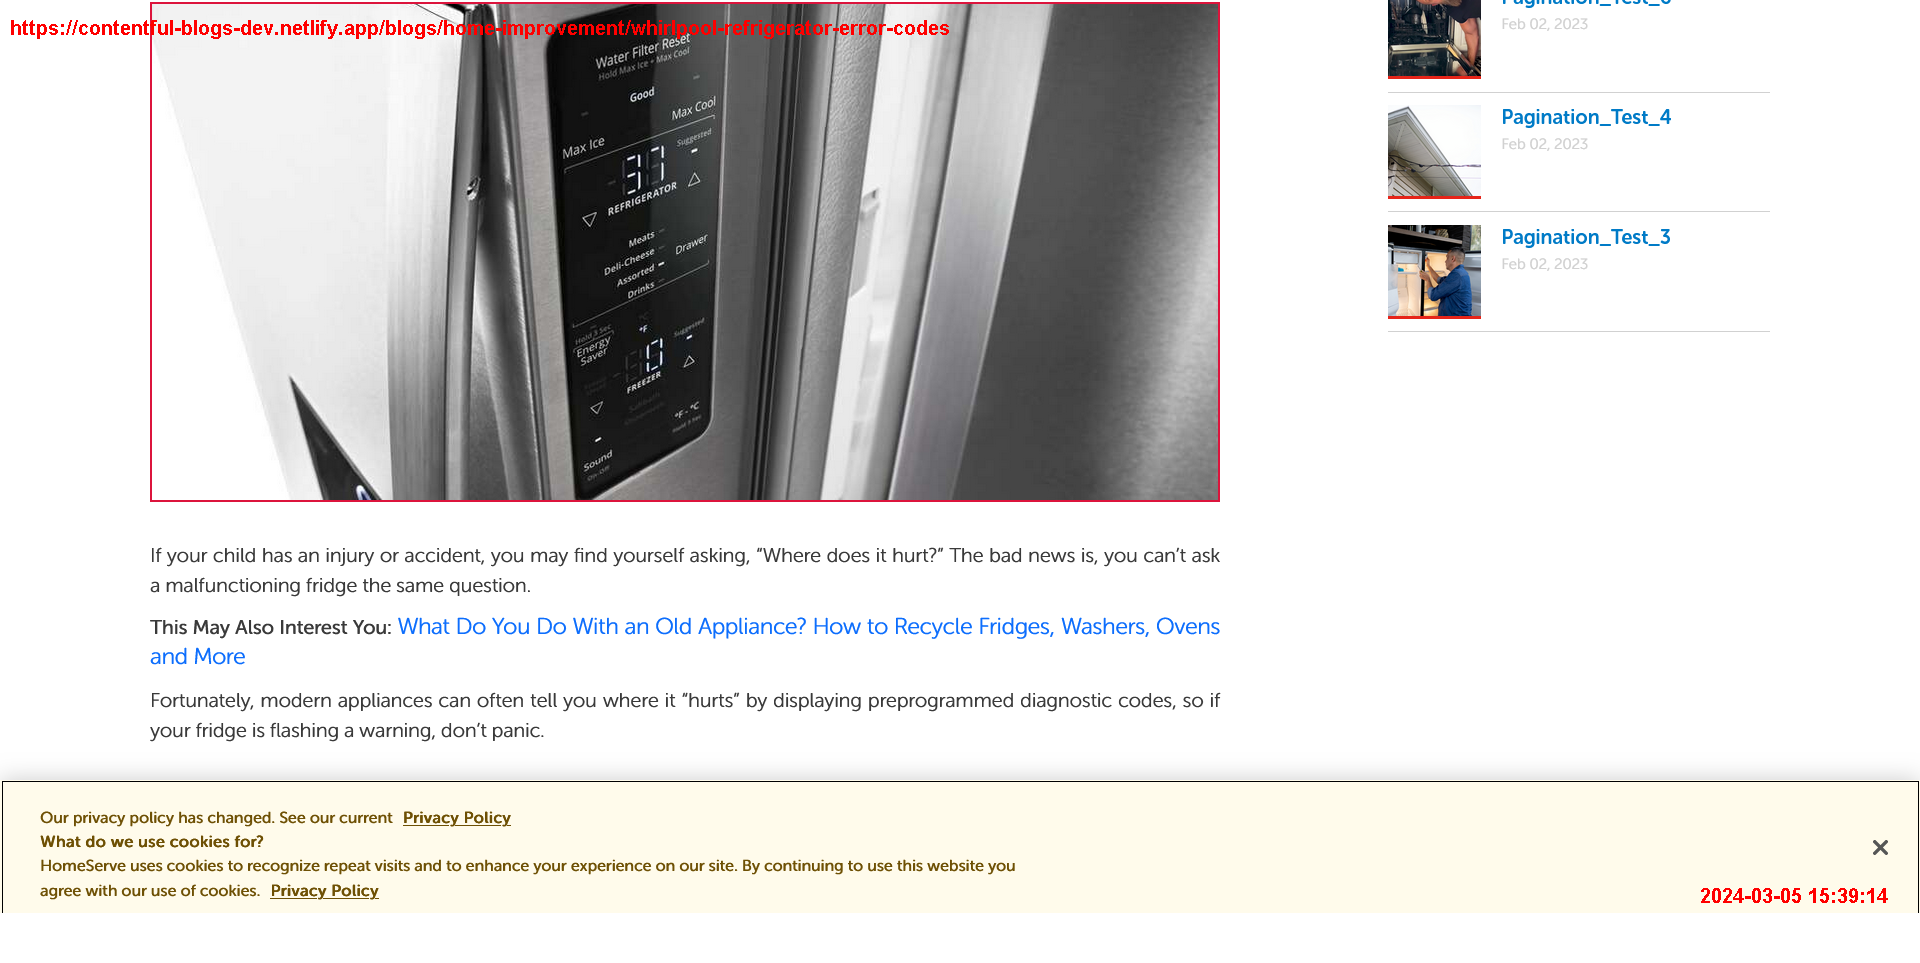 https://contentful-blogs-dev.netlify.app/blogs/home-improvement/whirlpool-refrigerator-error-codes
Water Filter Reset
Hold Max Ice + Max Cool
Good
Max Cool
Max Ice
Suggested
37
REFRIGERATOR
Meats
Deli-Cheese
Assorted
Drinks
Drawer
Hold 3 Sec
Energy
Saver
°F
Suggested
0
FREEZER
°F - °C
Sound
On/Off
If your child has an injury or accident, you may find yourself asking, “Where does it hurt?” The bad news is, you can’t ask
a malfunctioning fridge the same question.
This May Also Interest You: What Do You Do With an Old Appliance? How to Recycle Fridges, Washers, Ovens
and More
Fortunately, modern appliances can often tell you where it “hurts” by displaying preprogrammed diagnostic codes, so if
your fridge is flashing a warning, don’t panic.
Feb 02, 2023
Pagination_Test_4
Feb 02, 2023
Pagination_Test_3
Feb 02, 2023
Our privacy policy has changed. See our current Privacy Policy
What do we use cookies for?
HomeServe uses cookies to recognize repeat visits and to enhance your experience on our site. By continuing to use this website you
agree with our use of cookies. Privacy Policy
2024-03-05 15:39:14